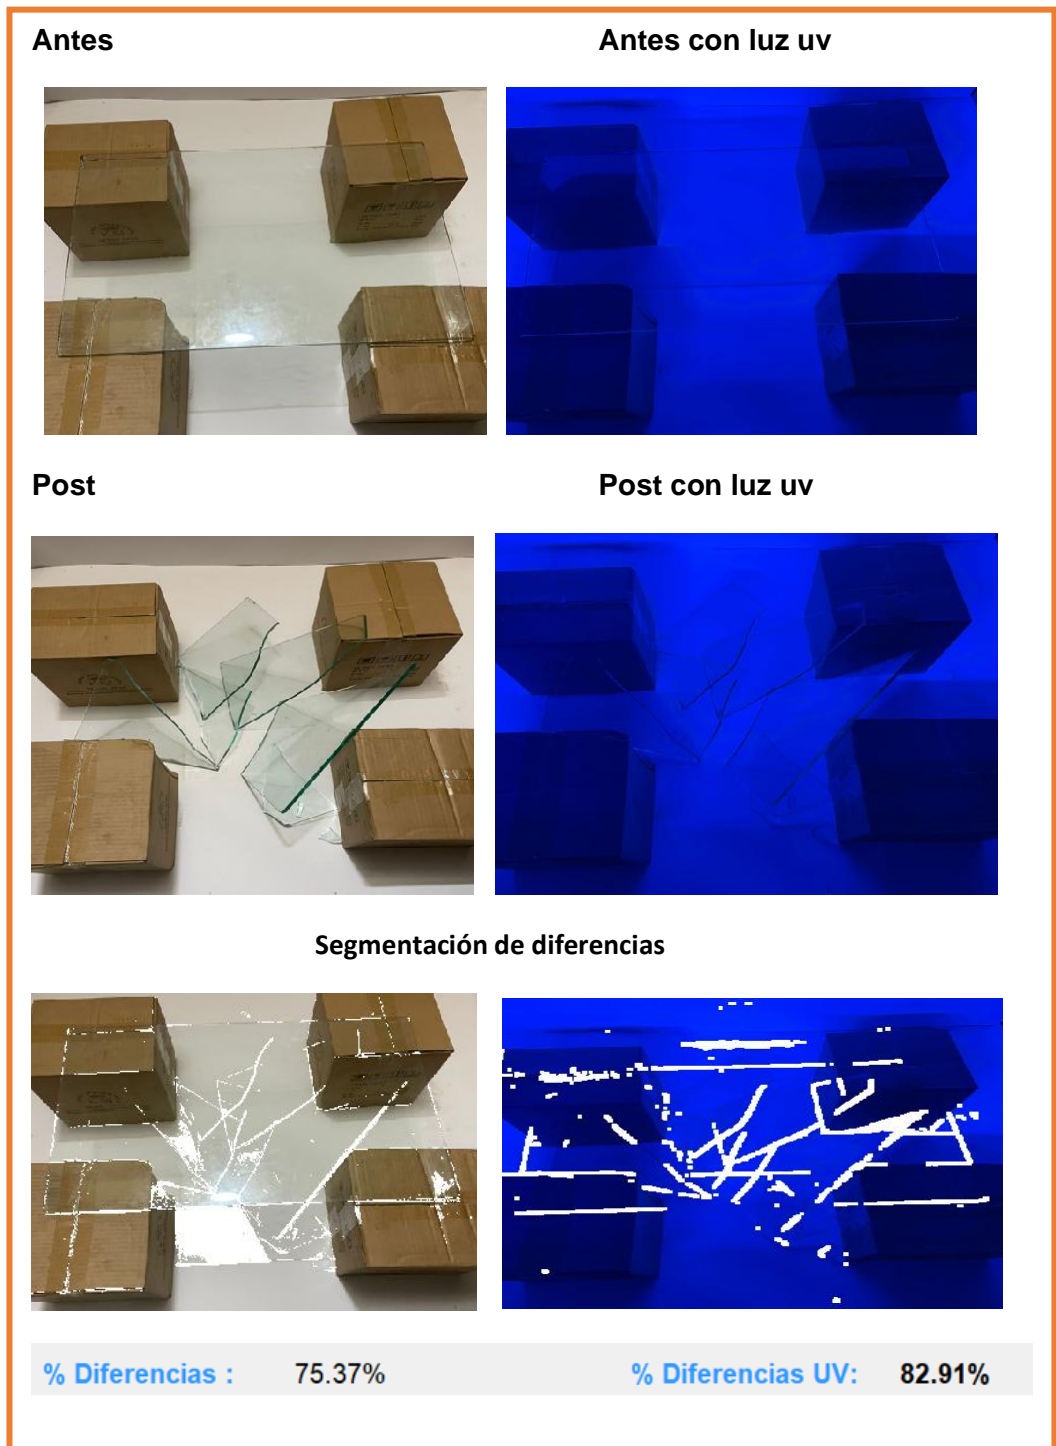 Antes
Antes con luz uv
Post
Post con luz uv
Segmentación de diferencias
% Diferencias :
75.37%
% Diferencias UV:
82.91%